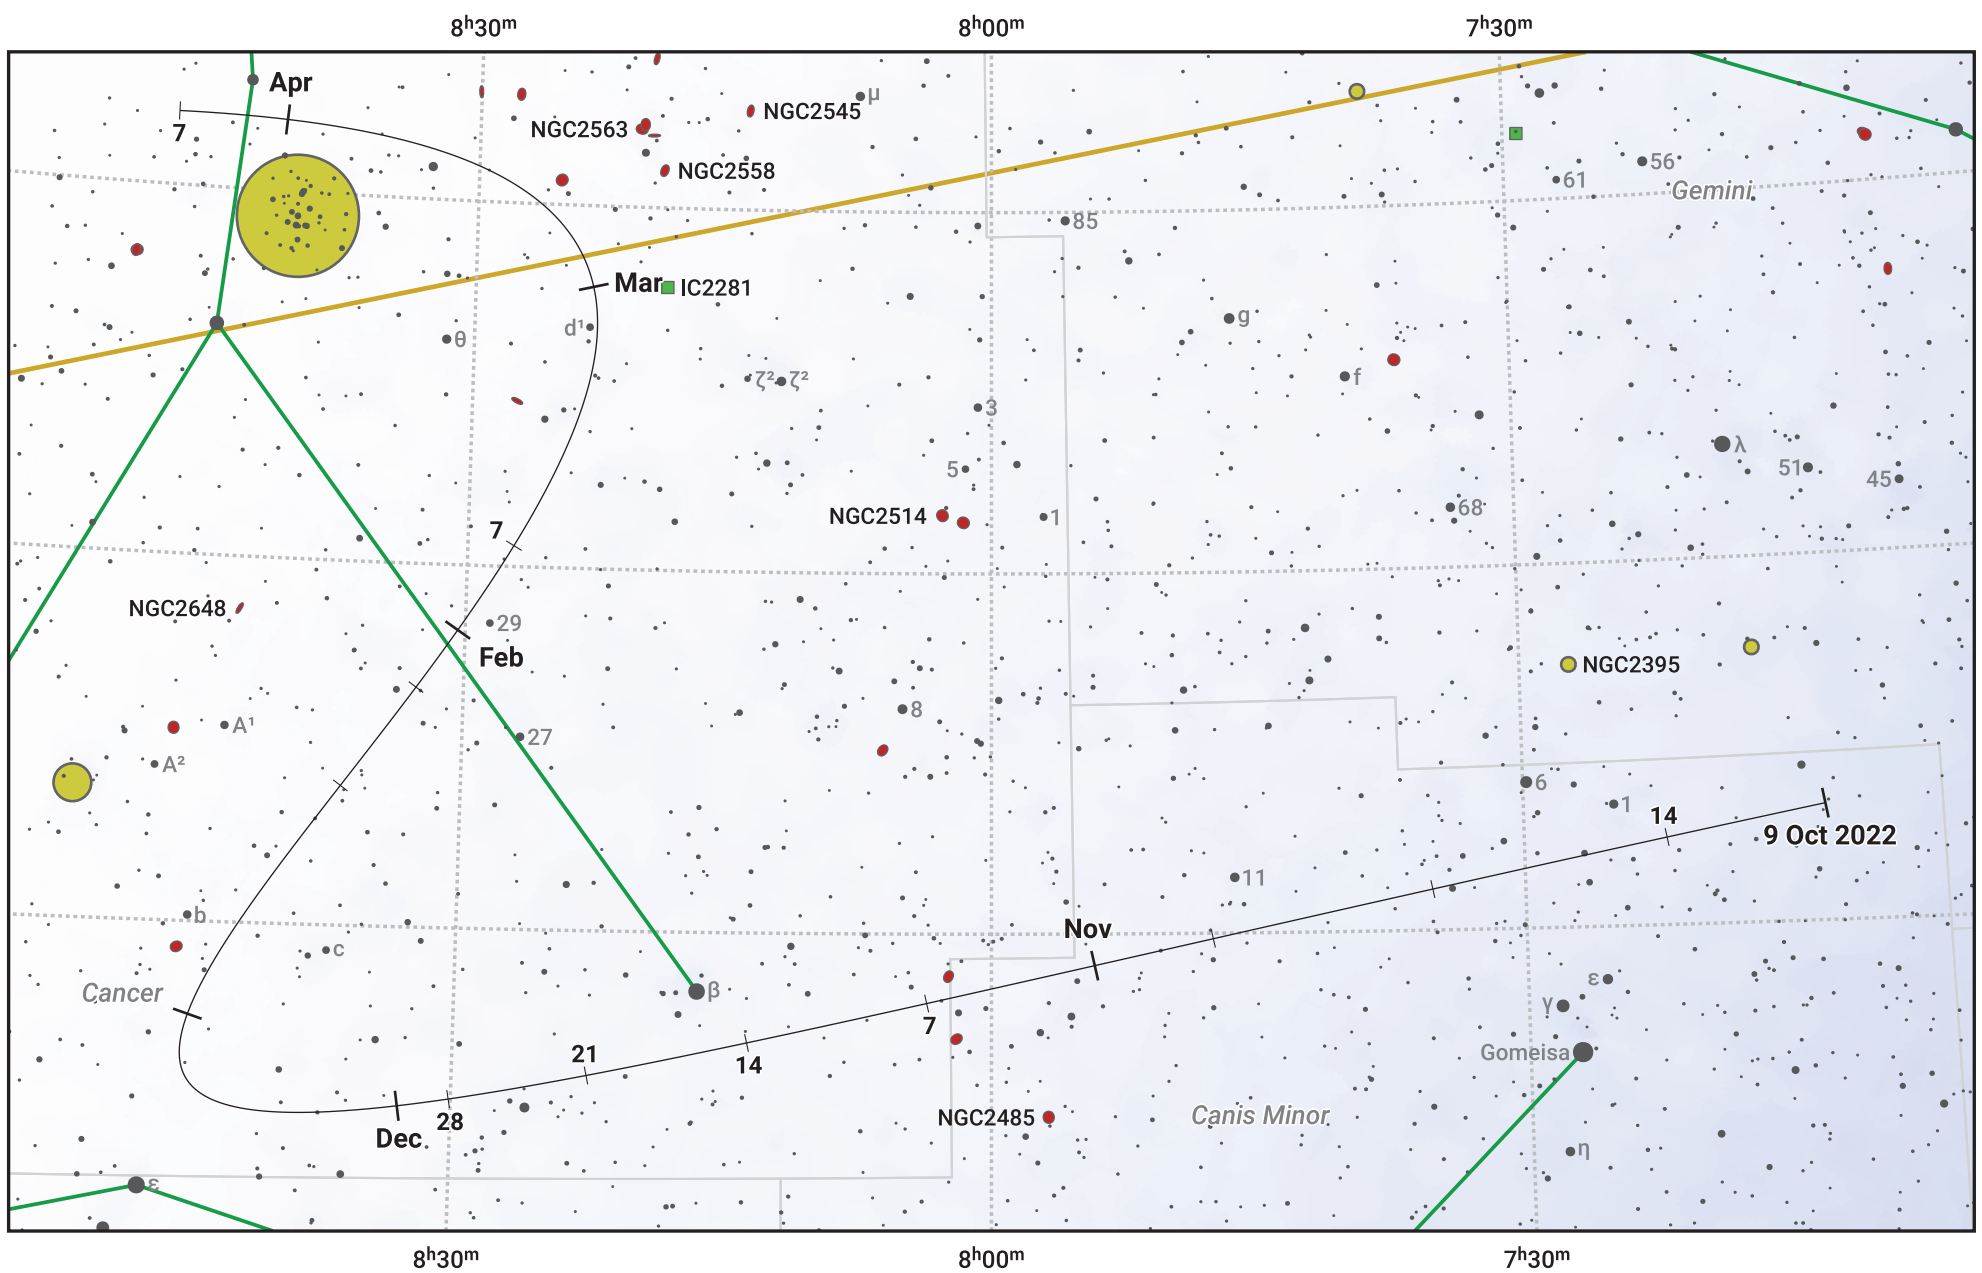 8ʰ30ᵐ
8ʰ00ᵐ
7ʰ30ᵐ
Apr
7
NGC2563
NGC2545
μ
NGC2558
56
61
Gemini
85
Mar
IC2281
g
d¹
θ
ζ²
ζ²
f
3
λ
51
45
5
68
NGC2514
1
7
NGC2648
29
Feb
NGC2395
8
A¹
27
A²
6
1
14
9 Oct 2022
11
b
Nov
c
Cancer
β
ε
γ
7
Gomeisa
21
14
28
Dec
NGC2485
Canis Minor
η
ε
8ʰ30ᵐ
8ʰ00ᵐ
7ʰ30ᵐ